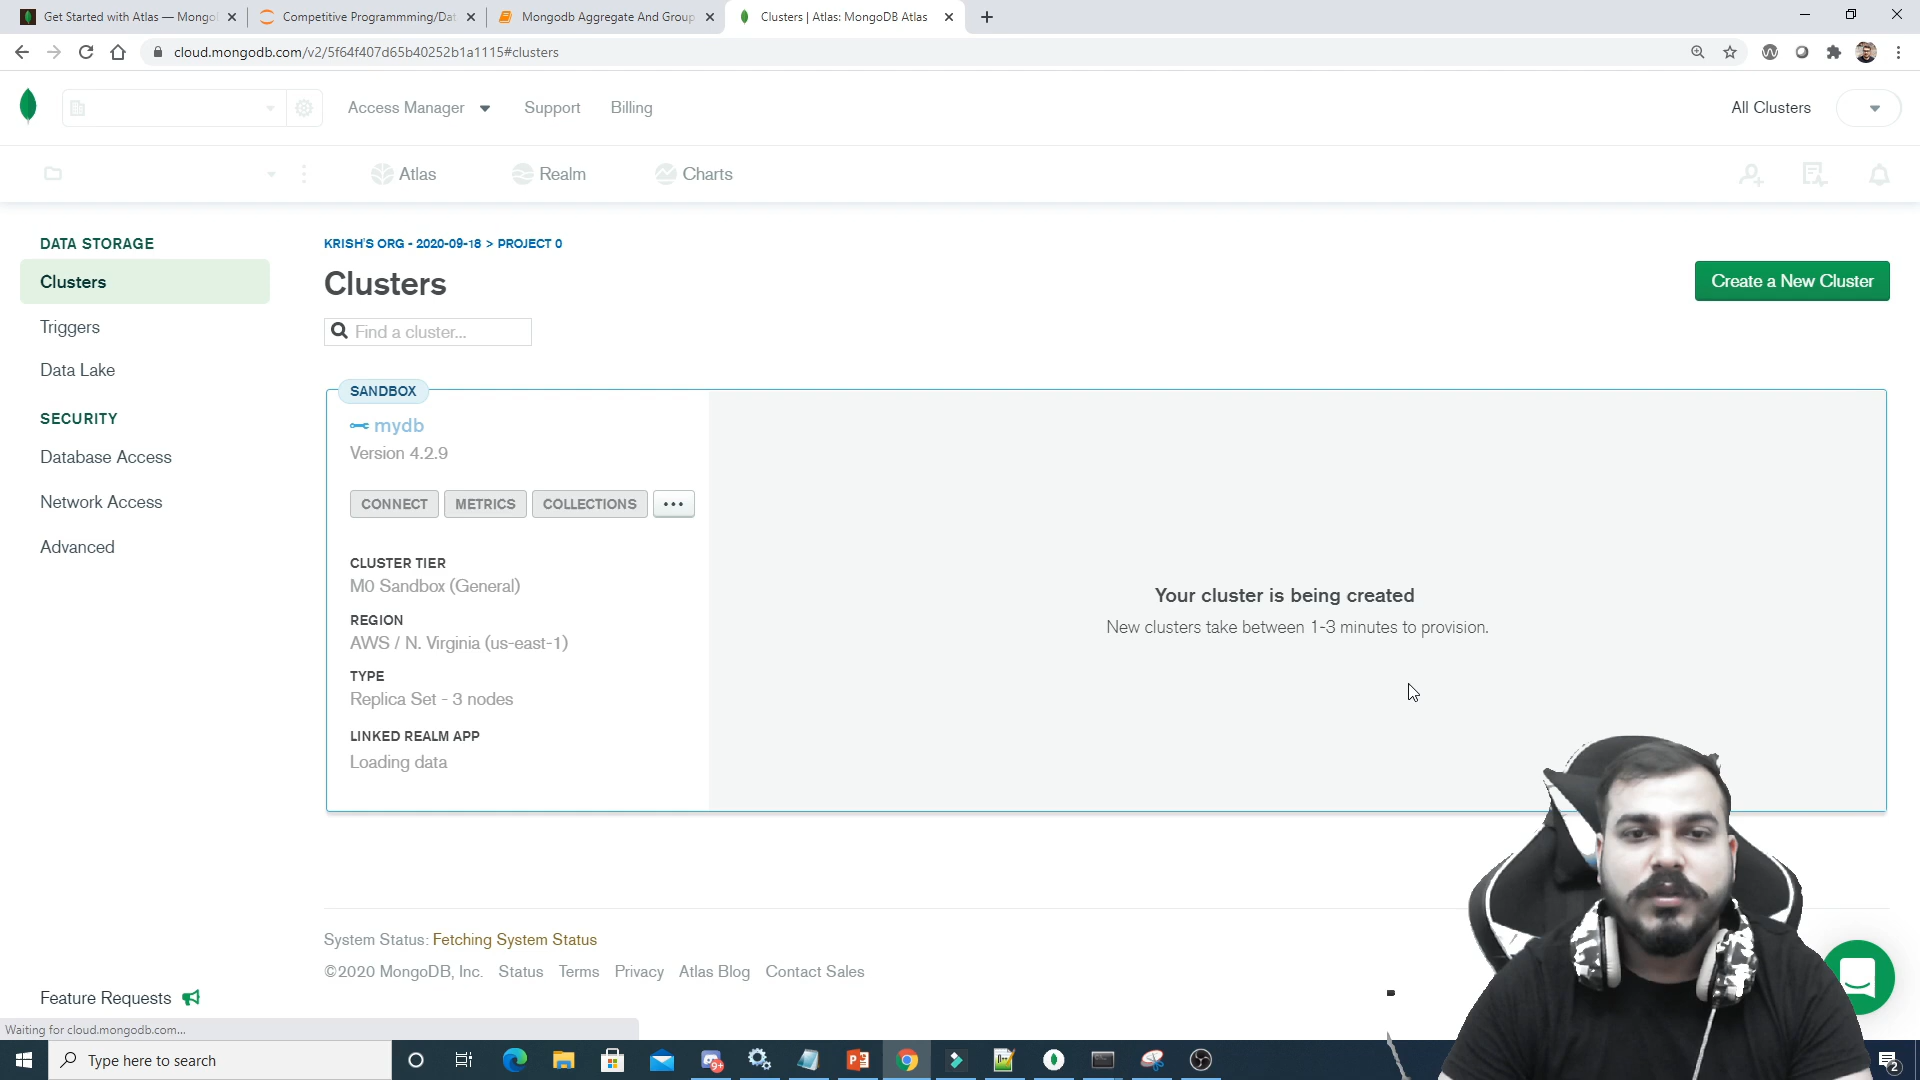 Get Started with Atlas — Mongo
Competitive Programmming/Dat
Mongodb Aggregate And Group
Clusters | Atlas: MongoDB Atlas
cloud.mongodb.com/v2/5f64f407d65b40252b1a1115#clusters
Access Manager
Support
Billing
All Clusters
Atlas
Realm
Charts
DATA STORAGE
Clusters
Triggers
Data Lake
SECURITY
Database Access
Network Access
Advanced
Feature Requests
KRISH'S ORG - 2020-09-18 > PROJECT 0
Clusters
Create a New Cluster
Find a cluster...
SANDBOX
mydb
Version 4.2.9
CONNECT
METRICS
COLLECTIONS
•••
CLUSTER TIER
M0 Sandbox (General)
REGION
AWS / N. Virginia (us-east-1)
TYPE
Replica Set - 3 nodes
LINKED REALM APP
Loading data
Your cluster is being created
New clusters take between 1-3 minutes to provision.
System Status: Fetching System Status
©2020 MongoDB, Inc. Status Terms Privacy Atlas Blog Contact Sales
Waiting for cloud.mongodb.com...
Type here to search
9+
2